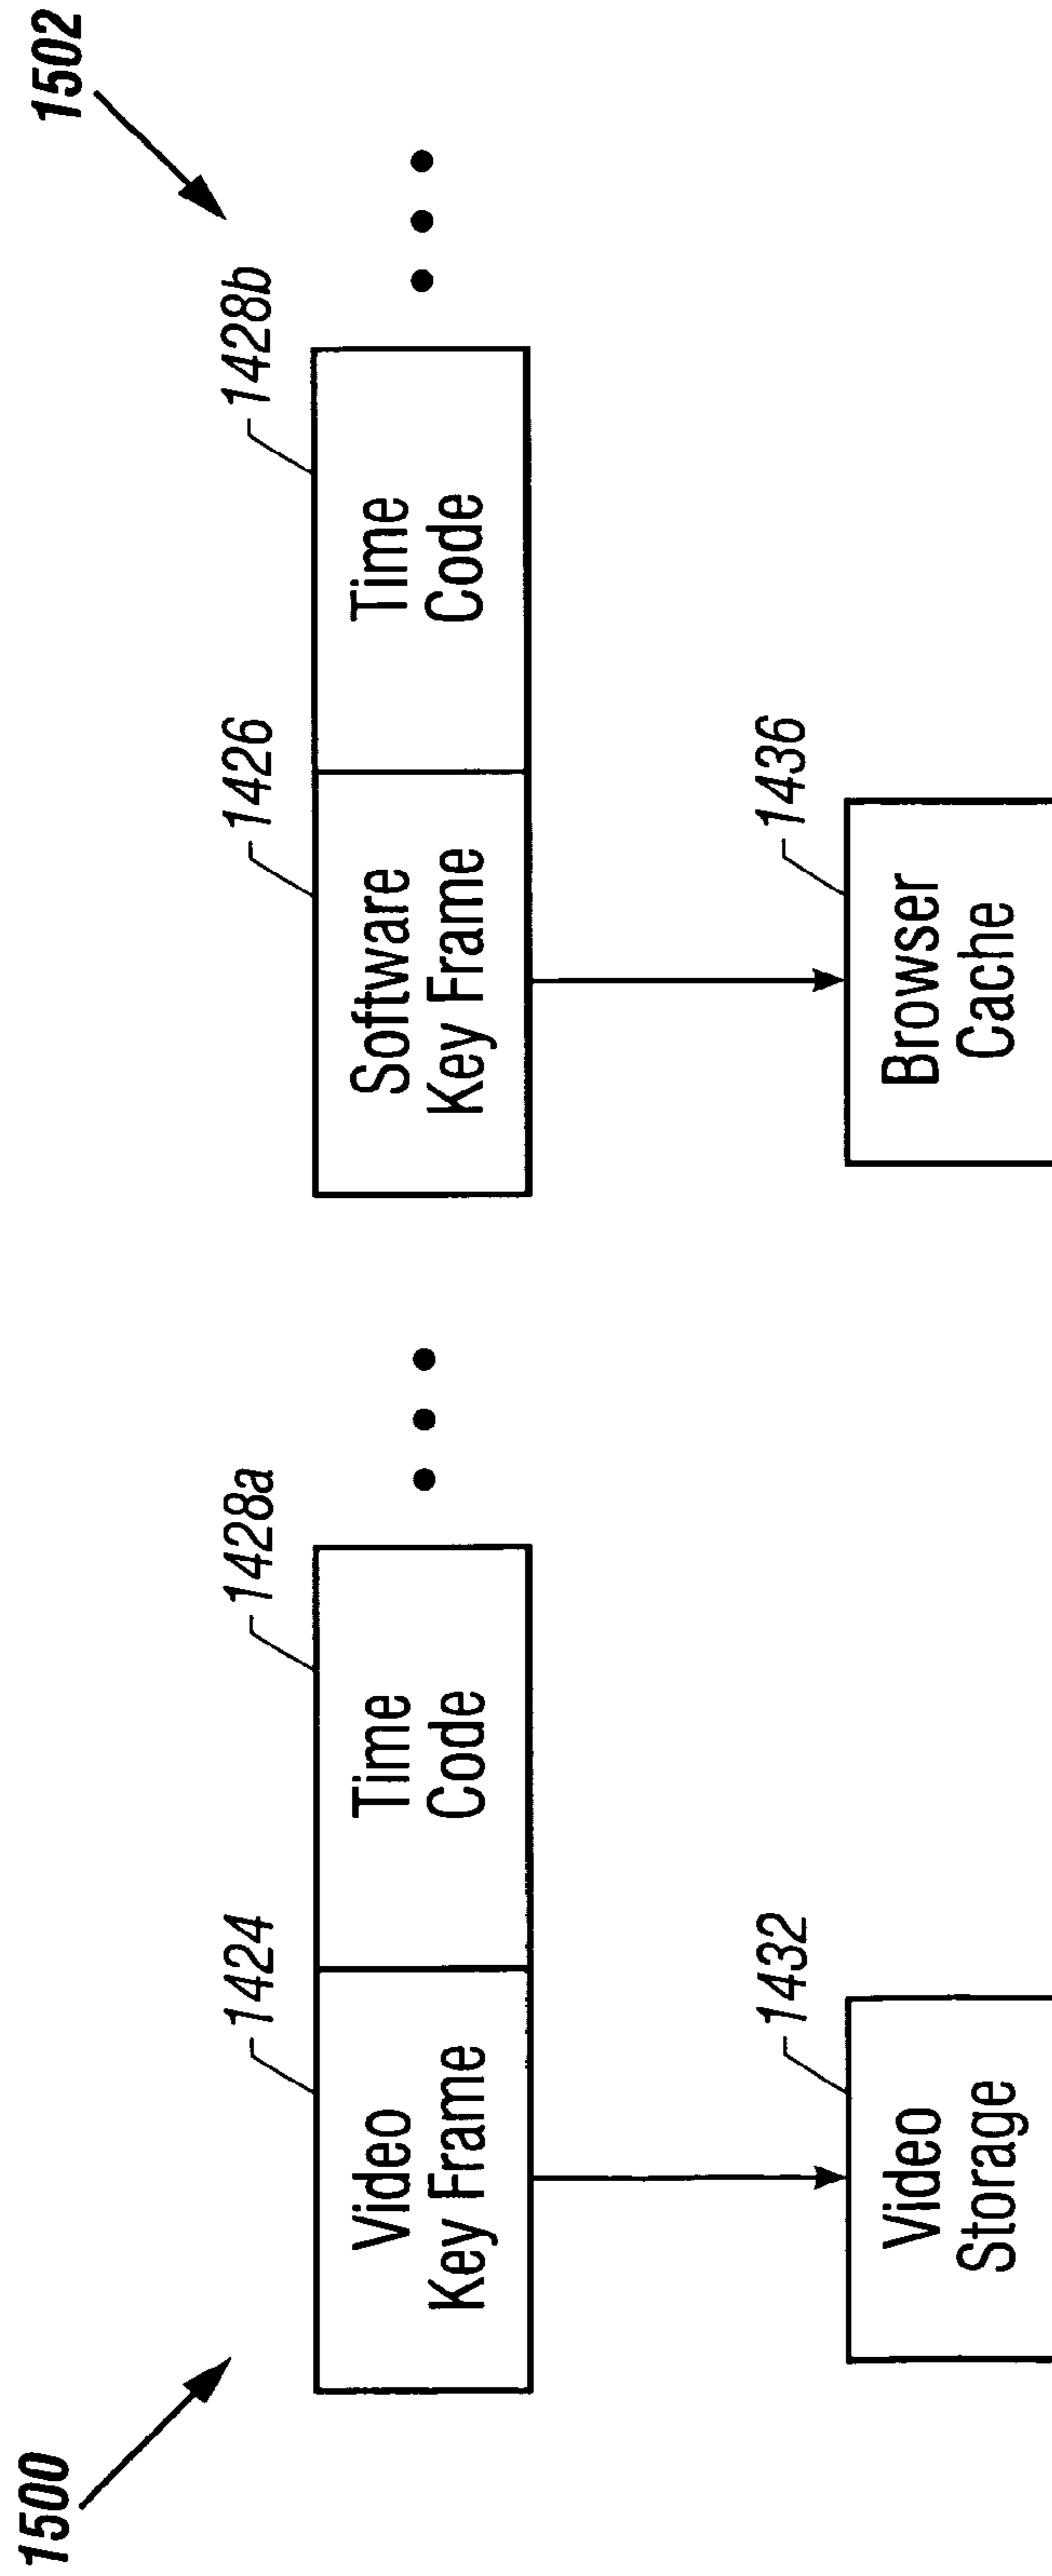 1500
1502
1424
1428a
1426
1428b
Video
Key Frame
Time
Code
Software
Key Frame
Time
Code
1432
1436
Video
Storage
Browser
Cache